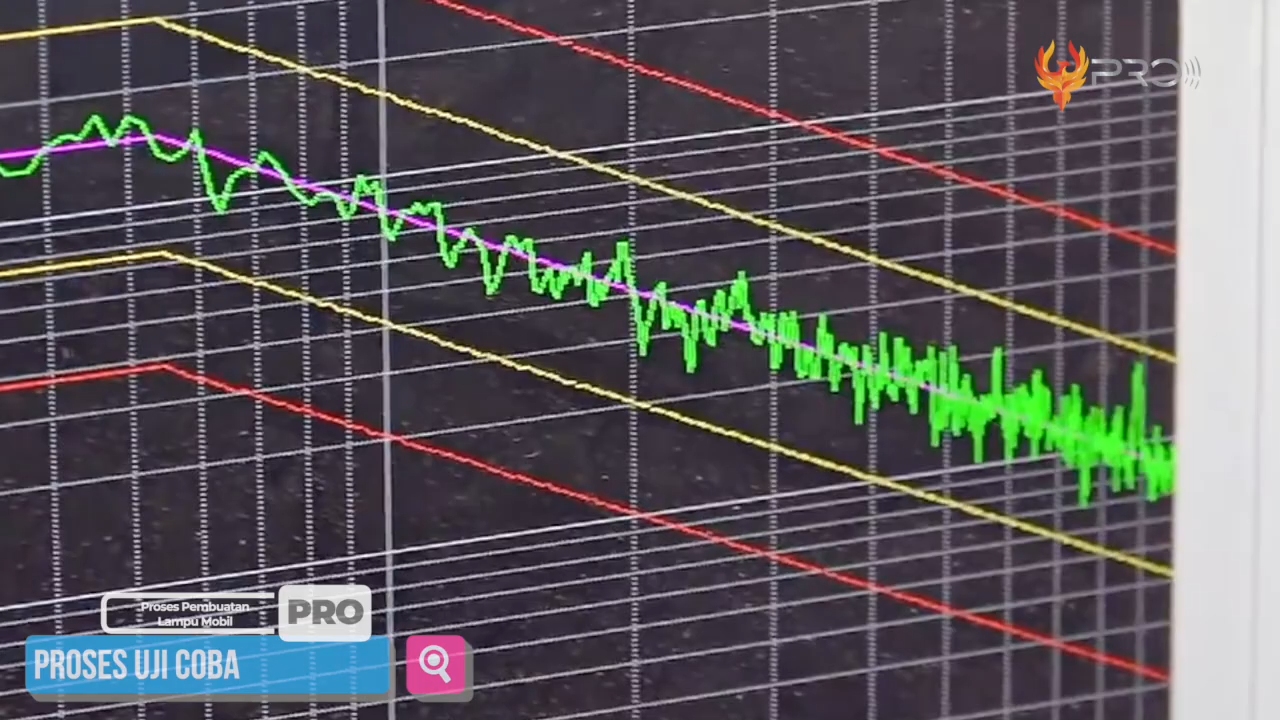 PRO
Proses Pembuatan
Lampu Mobil
PRO
PROSES UJI COBA